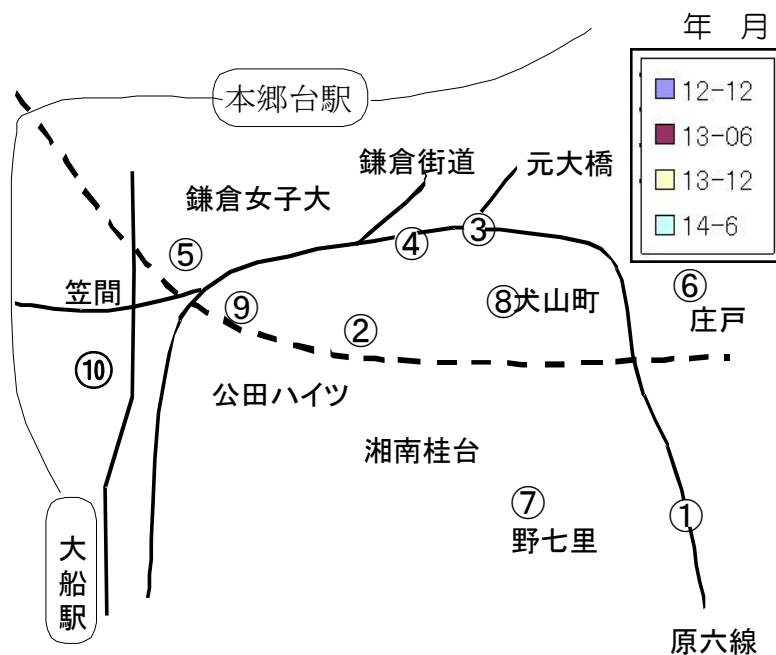 年 月
12-12
13-06
13-12
14-6
本郷台駅
鎌倉街道
元大橋
鎌倉女子大
③
④
⑤
⑥
笠間
⑨
②
⑧犬山町
庄戸
⑩
公田ハイツ
湘南桂台
⑦
野七里
①
大船駅
原六線